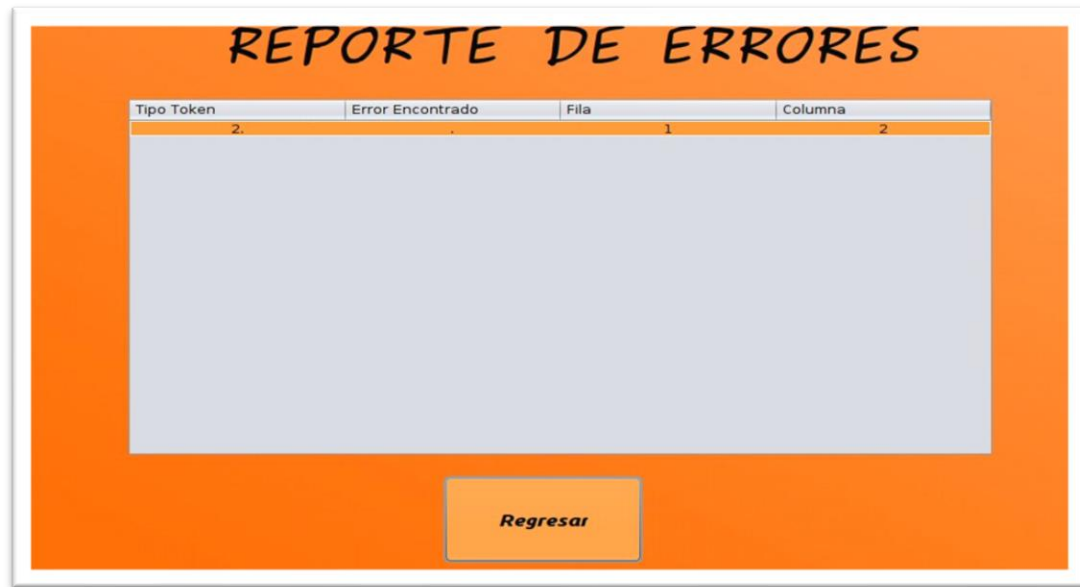 REPORTE DE ERRORES
Tipo Token Error Encontrado Fila Columna
2. . 1 2
Regresar